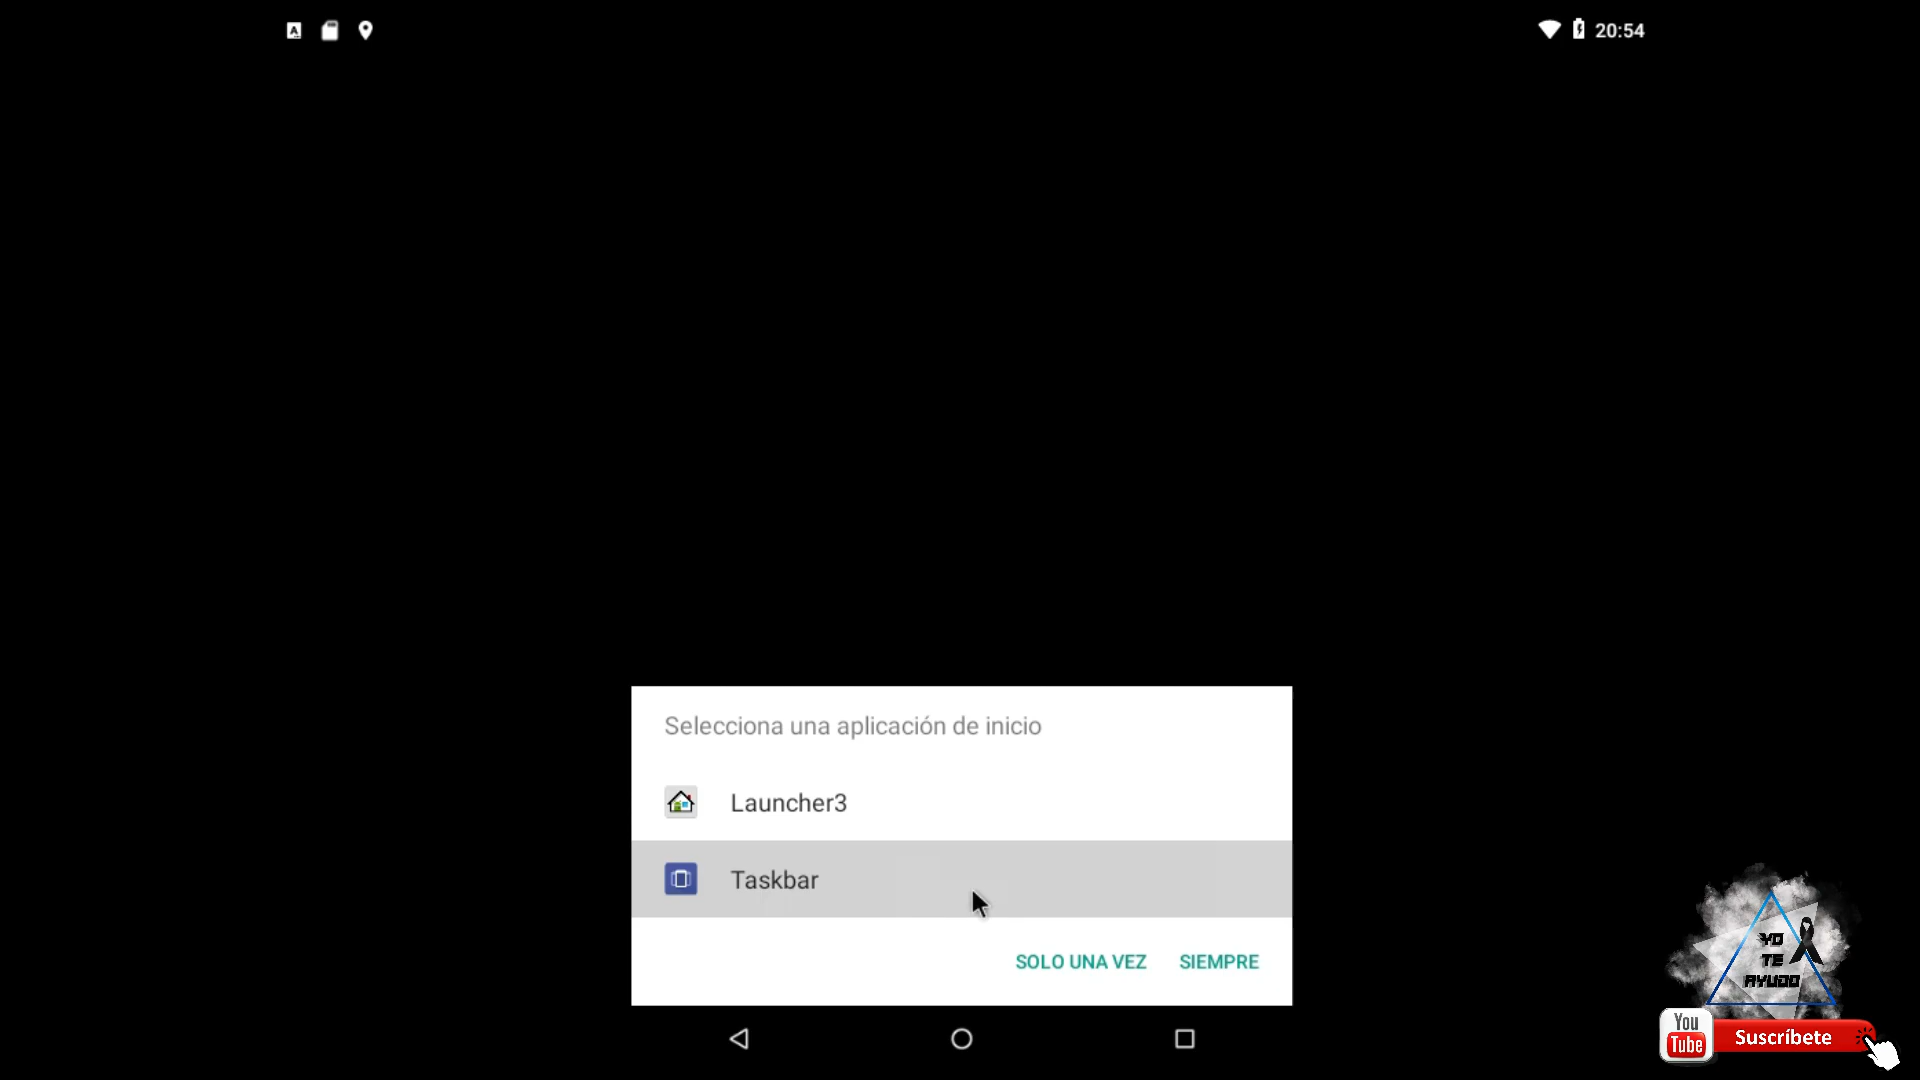 20:54
Selecciona una aplicación de inicio
Launcher3
Taskbar
SOLO UNA VEZ
SIEMPRE
YO
TE
AYUDO
You
Tube
Suscríbete